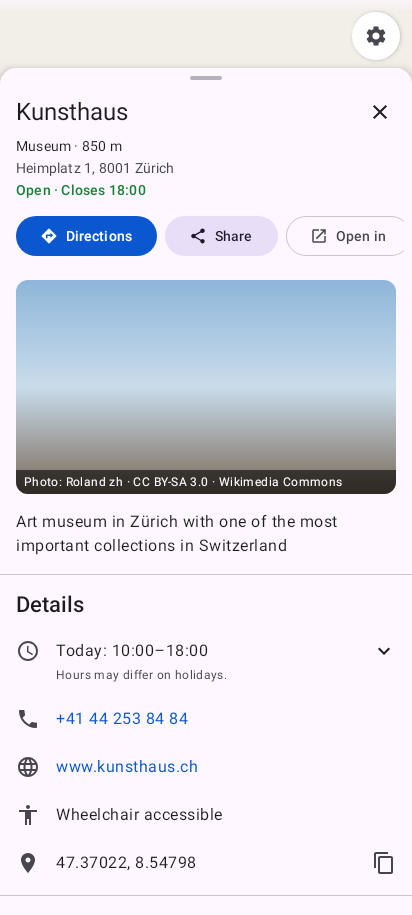 Kunsthaus
Museum · 850 m
Heimplatz 1, 8001 Zürich
Open · Closes 18:00
Directions
Share
Open in
Photo: Roland zh · CC BY-SA 3.0 · Wikimedia Commons
Art museum in Zürich with one of the most
important collections in Switzerland
Details
Today: 10:00–18:00
Hours may differ on holidays.
+41 44 253 84 84
www.kunsthaus.ch
Wheelchair accessible
47.37022, 8.54798